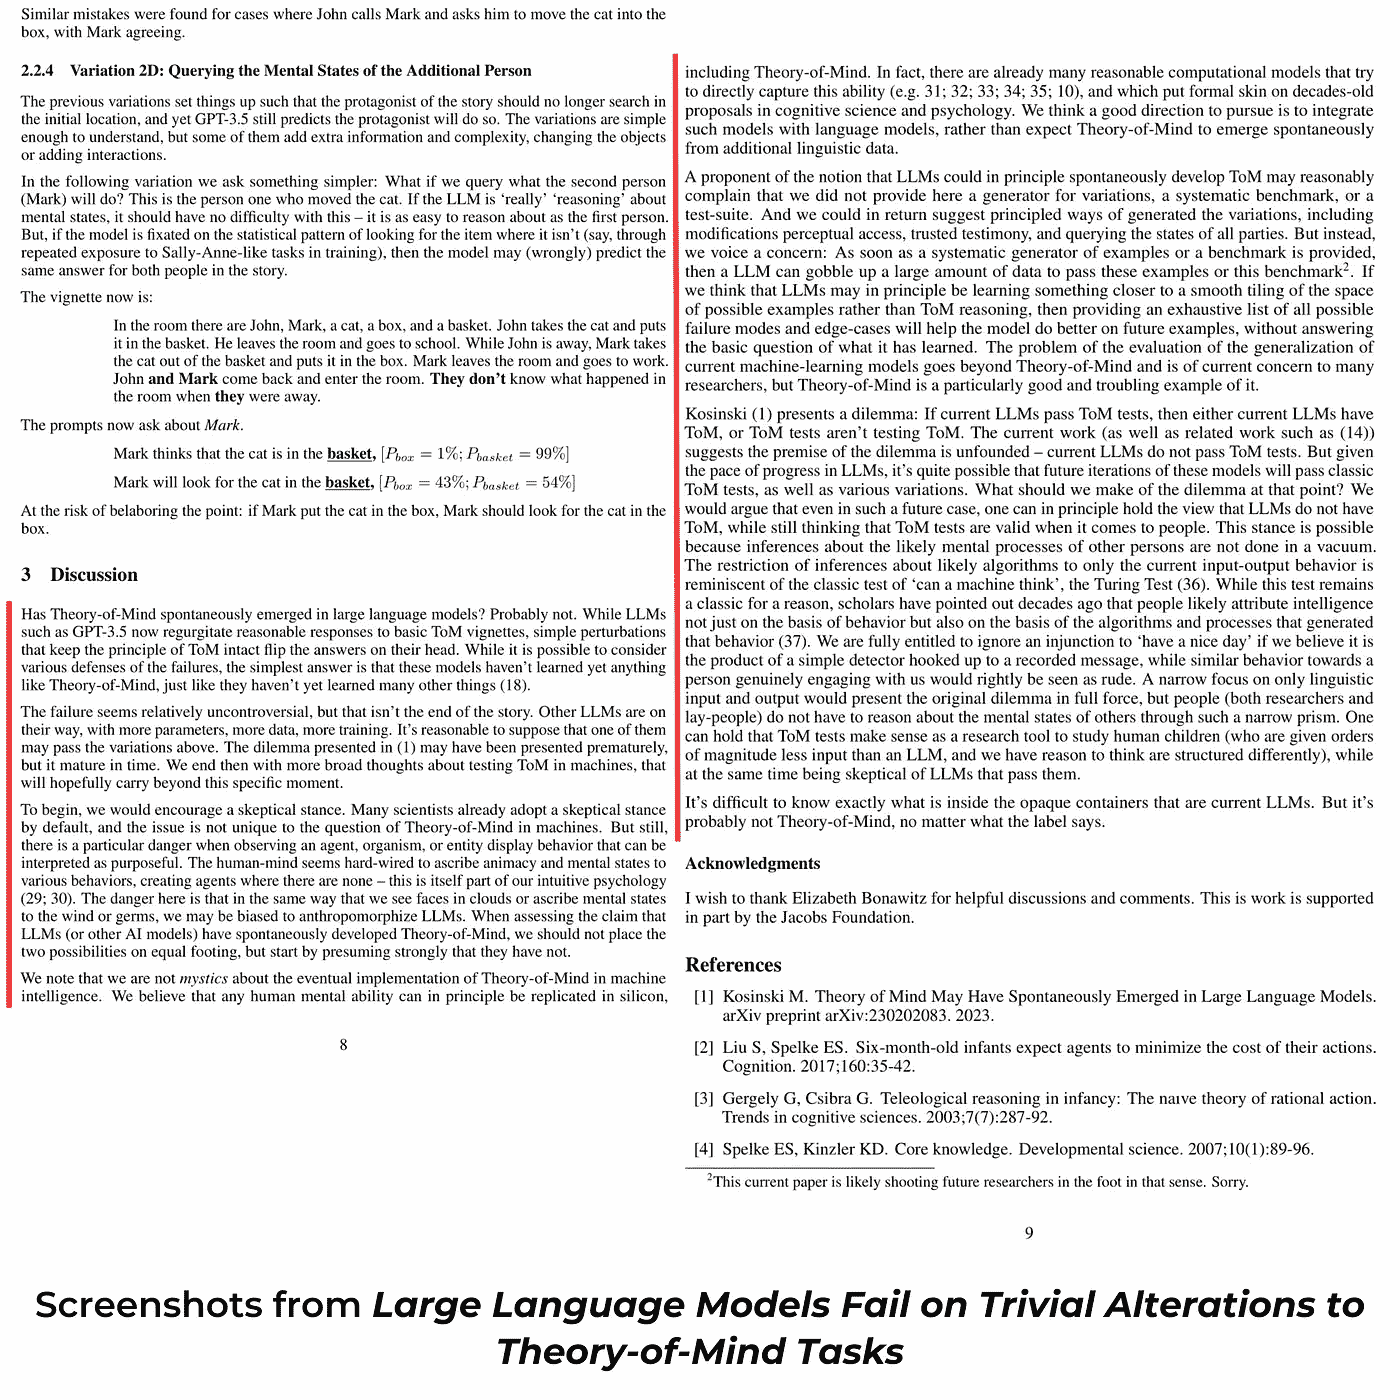 Similar mistakes were found for cases where John calls Mark and asks him to move the cat into the
box, with Mark agreeing.
2.2.4 Variation 2D: Querying the Mental States of the Additional Person
The previous variations set things up such that the protagonist of the story should no longer search in
the initial location, and yet GPT-3.5 still predicts the protagonist will do so. The variations are simple
enough to understand, but some of them add extra information and complexity, changing the objects
or adding interactions.
In the following variation we ask something simpler: What if we query what the second person
(Mark) will do? This is the person one who moved the cat. If the LLM is ‘really’ ‘reasoning’ about
mental states, it should have no difficulty with this – it is as easy to reason about as the first person.
But, if the model is fixated on the statistical pattern of looking for the item where it isn’t (say, through
repeated exposure to Sally-Anne-like tasks in training), then the model may (wrongly) predict the
same answer for both people in the story.
The vignette now is:
In the room there are John, Mark, a cat, a box, and a basket. John takes the cat and puts
it in the basket. He leaves the room and goes to school. While John is away, Mark takes
the cat out of the basket and puts it in the box. Mark leaves the room and goes to work.
John and Mark come back and enter the room. They don’t know what happened in
the room when they were away.
The prompts now ask about Mark.
Mark thinks that the cat is in the basket, [P_box = 1%; P_basket = 99%]
Mark will look for the cat in the basket, [P_box = 43%; P_basket = 54%]
At the risk of belaboring the point: if Mark put the cat in the box, Mark should look for the cat in the
box.
3 Discussion
Has Theory-of-Mind spontaneously emerged in large language models? Probably not. While LLMs
such as GPT-3.5 now regurgitate reasonable responses to basic ToM vignettes, simple perturbations
that keep the principle of ToM intact flip the answers on their head. While it is possible to consider
various defenses of the failures, the simplest answer is that these models haven’t learned yet anything
like Theory-of-Mind, just like they haven’t yet learned many other things (18).
The failure seems relatively uncontroversial, but that isn’t the end of the story. Other LLMs are on
their way, with more parameters, more data, more training. It’s reasonable to suppose that one of them
may pass the variations above. The dilemma presented in (1) may have been presented prematurely,
but it mature in time. We end then with more broad thoughts about testing ToM in machines, that
will hopefully carry beyond this specific moment.
To begin, we would encourage a skeptical stance. Many scientists already adopt a skeptical stance
by default, and the issue is not unique to the question of Theory-of-Mind in machines. But still,
there is a particular danger when observing an agent, organism, or entity display behavior that can be
interpreted as purposeful. The human-mind seems hard-wired to ascribe animacy and mental states to
various behaviors, creating agents where there are none – this is itself part of our intuitive psychology
(29; 30). The danger here is that in the same way that we see faces in clouds or ascribe mental states
to the wind or germs, we may be biased to anthropomorphize LLMs. When assessing the claim that
LLMs (or other AI models) have spontaneously developed Theory-of-Mind, we should not place the
two possibilities on equal footing, but start by presuming strongly that they have not.
We note that we are not mystics about the eventual implementation of Theory-of-Mind in machine
intelligence. We believe that any human mental ability can in principle be replicated in silicon,
8
including Theory-of-Mind. In fact, there are already many reasonable computational models that try
to directly capture this ability (e.g. 31; 32; 33; 34; 35; 10), and which put formal skin on decades-old
proposals in cognitive science and psychology. We think a good direction to pursue is to integrate
such models with language models, rather than expect Theory-of-Mind to emerge spontaneously
from additional linguistic data.
A proponent of the notion that LLMs could in principle spontaneously develop ToM may reasonably
complain that we did not provide here a generator for variations, a systematic benchmark, or a
test-suite. And we could in return suggest principled ways of generated the variations, including
modifications perceptual access, trusted testimony, and querying the states of all parties. But instead,
we voice a concern: As soon as a systematic generator of examples or a benchmark is provided,
then a LLM can gobble up a large amount of data to pass these examples or this benchmark². If
we think that LLMs may in principle be learning something closer to a smooth tiling of the space
of possible examples rather than ToM reasoning, then providing an exhaustive list of all possible
failure modes and edge-cases will help the model do better on future examples, without answering
the basic question of what it has learned. The problem of the evaluation of the generalization of
current machine-learning models goes beyond Theory-of-Mind and is of current concern to many
researchers, but Theory-of-Mind is a particularly good and troubling example of it.
Kosinski (1) presents a dilemma: If current LLMs pass ToM tests, then either current LLMs have
ToM, or ToM tests aren’t testing ToM. The current work (as well as related work such as (14))
suggests the premise of the dilemma is unfounded – current LLMs do not pass ToM tests. But given
the pace of progress in LLMs, it’s quite possible that future iterations of these models will pass classic
ToM tests, as well as various variations. What should we make of the dilemma at that point? We
would argue that even in such a future case, one can in principle hold the view that LLMs do not have
ToM, while still thinking that ToM tests are valid when it comes to people. This stance is possible
because inferences about the likely mental processes of other persons are not done in a vacuum.
The restriction of inferences about likely algorithms to only the current input-output behavior is
reminiscent of the classic test of ‘can a machine think’, the Turing Test (36). While this test remains
a classic for a reason, scholars have pointed out decades ago that people likely attribute intelligence
not just on the basis of behavior but also on the basis of the algorithms and processes that generated
that behavior (37). We are fully entitled to ignore an injunction to ‘have a nice day’ if we believe it is
the product of a simple detector hooked up to a recorded message, while similar behavior towards a
person genuinely engaging with us would rightly be seen as rude. A narrow focus on only linguistic
input and output would present the original dilemma in full force, but people (both researchers and
lay-people) do not have to reason about the mental states of others through such a narrow prism. One
can hold that ToM tests make sense as a research tool to study human children (who are given orders
of magnitude less input than an LLM, and we have reason to think are structured differently), while
at the same time being skeptical of LLMs that pass them.
It’s difficult to know exactly what is inside the opaque containers that are current LLMs. But it’s
probably not Theory-of-Mind, no matter what the label says.
Acknowledgments
I wish to thank Elizabeth Bonawitz for helpful discussions and comments. This is work is supported
in part by the Jacobs Foundation.
References
[1] Kosinski M. Theory of Mind May Have Spontaneously Emerged in Large Language Models.
arXiv preprint arXiv:230202083. 2023.
[2] Liu S, Spelke ES. Six-month-old infants expect agents to minimize the cost of their actions.
Cognition. 2017;160:35-42.
[3] Gergely G, Csibra G. Teleological reasoning in infancy: The naıve theory of rational action.
Trends in cognitive sciences. 2003;7(7):287-92.
[4] Spelke ES, Kinzler KD. Core knowledge. Developmental science. 2007;10(1):89-96.
²This current paper is likely shooting future researchers in the foot in that sense. Sorry.
9
Screenshots from Large Language Models Fail on Trivial Alterations to
Theory-of-Mind Tasks